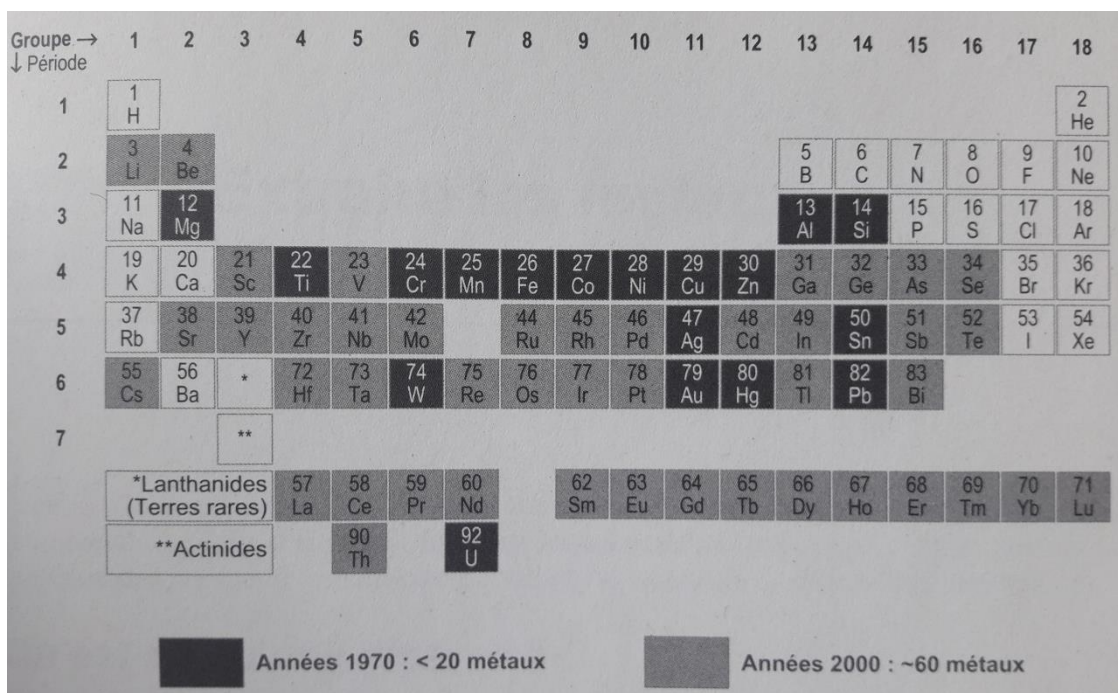 Groupe → 1 2 3 4 5 6 7 8 9 10 11 12 13 14 15 16 17 18
↓ Période
1 1 2
H He
2 3 4 5 6 7 8 9 10
Li Be B C N O F Ne
3 11 12 13 14 15 16 17 18
Na Mg Al Si P S Cl Ar
4 19 20 21 22 23 24 25 26 27 28 29 30 31 32 33 34 35 36
K Ca Sc Ti V Cr Mn Fe Co Ni Cu Zn Ga Ge As Se Br Kr
5 37 38 39 40 41 42 44 45 46 47 48 49 50 51 52 53 54
Rb Sr Y Zr Nb Mo Ru Rh Pd Ag Cd In Sn Sb Te I Xe
6 55 56 * 72 73 74 75 76 77 78 79 80 81 82 83
Cs Ba Hf Ta W Re Os Ir Pt Au Hg Tl Pb Bi
7 **
*Lanthanides 57 58 59 60 62 63 64 65 66 67 68 69 70 71
(Terres rares) La Ce Pr Nd Sm Eu Gd Tb Dy Ho Er Tm Yb Lu
**Actinides 90 92
Th U
Années 1970 : < 20 métaux Années 2000 : ~60 métaux